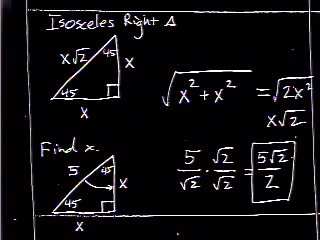 Isosceles Right Δ
x√2
45
x
45
x
√x² + x² = √2x²
x√2
Find x.
5
45
x
45
x
5/√2 · √2/√2 = 5√2/2